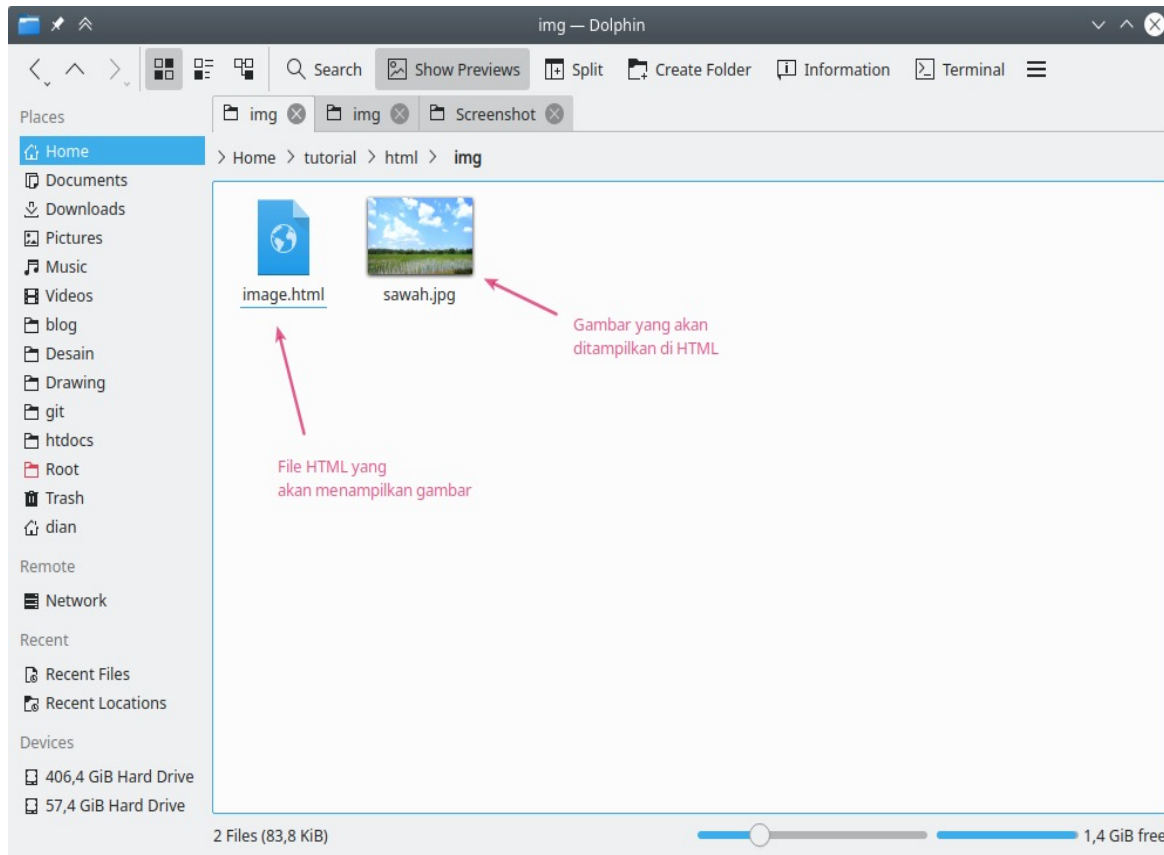 img — Dolphin
Search Show Previews Split Create Folder Information Terminal
Places
img img Screenshot
Home
> Home > tutorial > html > img
Documents
Downloads
Pictures
Music
Videos
blog
Desain
Drawing
git
htdocs
Root
Trash
dian
Remote
Network
Recent
Recent Files
Recent Locations
Devices
406,4 GiB Hard Drive
57,4 GiB Hard Drive
image.html sawah.jpg
Gambar yang akan
ditampilkan di HTML
File HTML yang
akan menampilkan gambar
2 Files (83,8 KiB)
1,4 GiB free